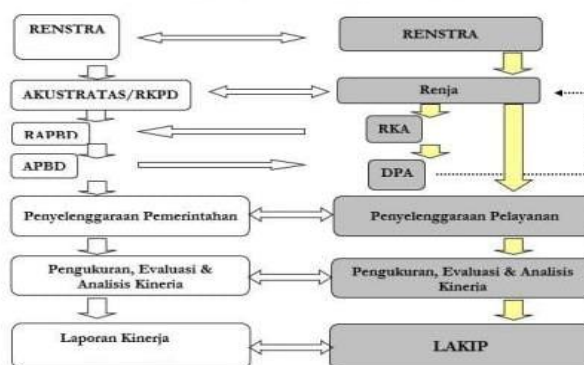 RENSTRA
RENSTRA
AKUSTRATAS/RKPD
Renja
RAPBD
RKA
APBD
DPA
Penyelenggaraan Pemerintahan
Penyelenggaraan Pelayanan
Pengukuran, Evaluasi &
Analisis Kineria
Pengukuran, Evaluasi & Analisis
Kinerja
Laporan Kinerja
LAKIP